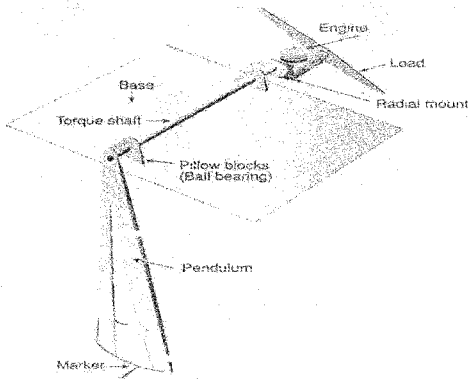 Engine
Load
Base
Radial mount
Torque shaft
Pillow blocks
(Ball bearing)
Pendulum
Marker